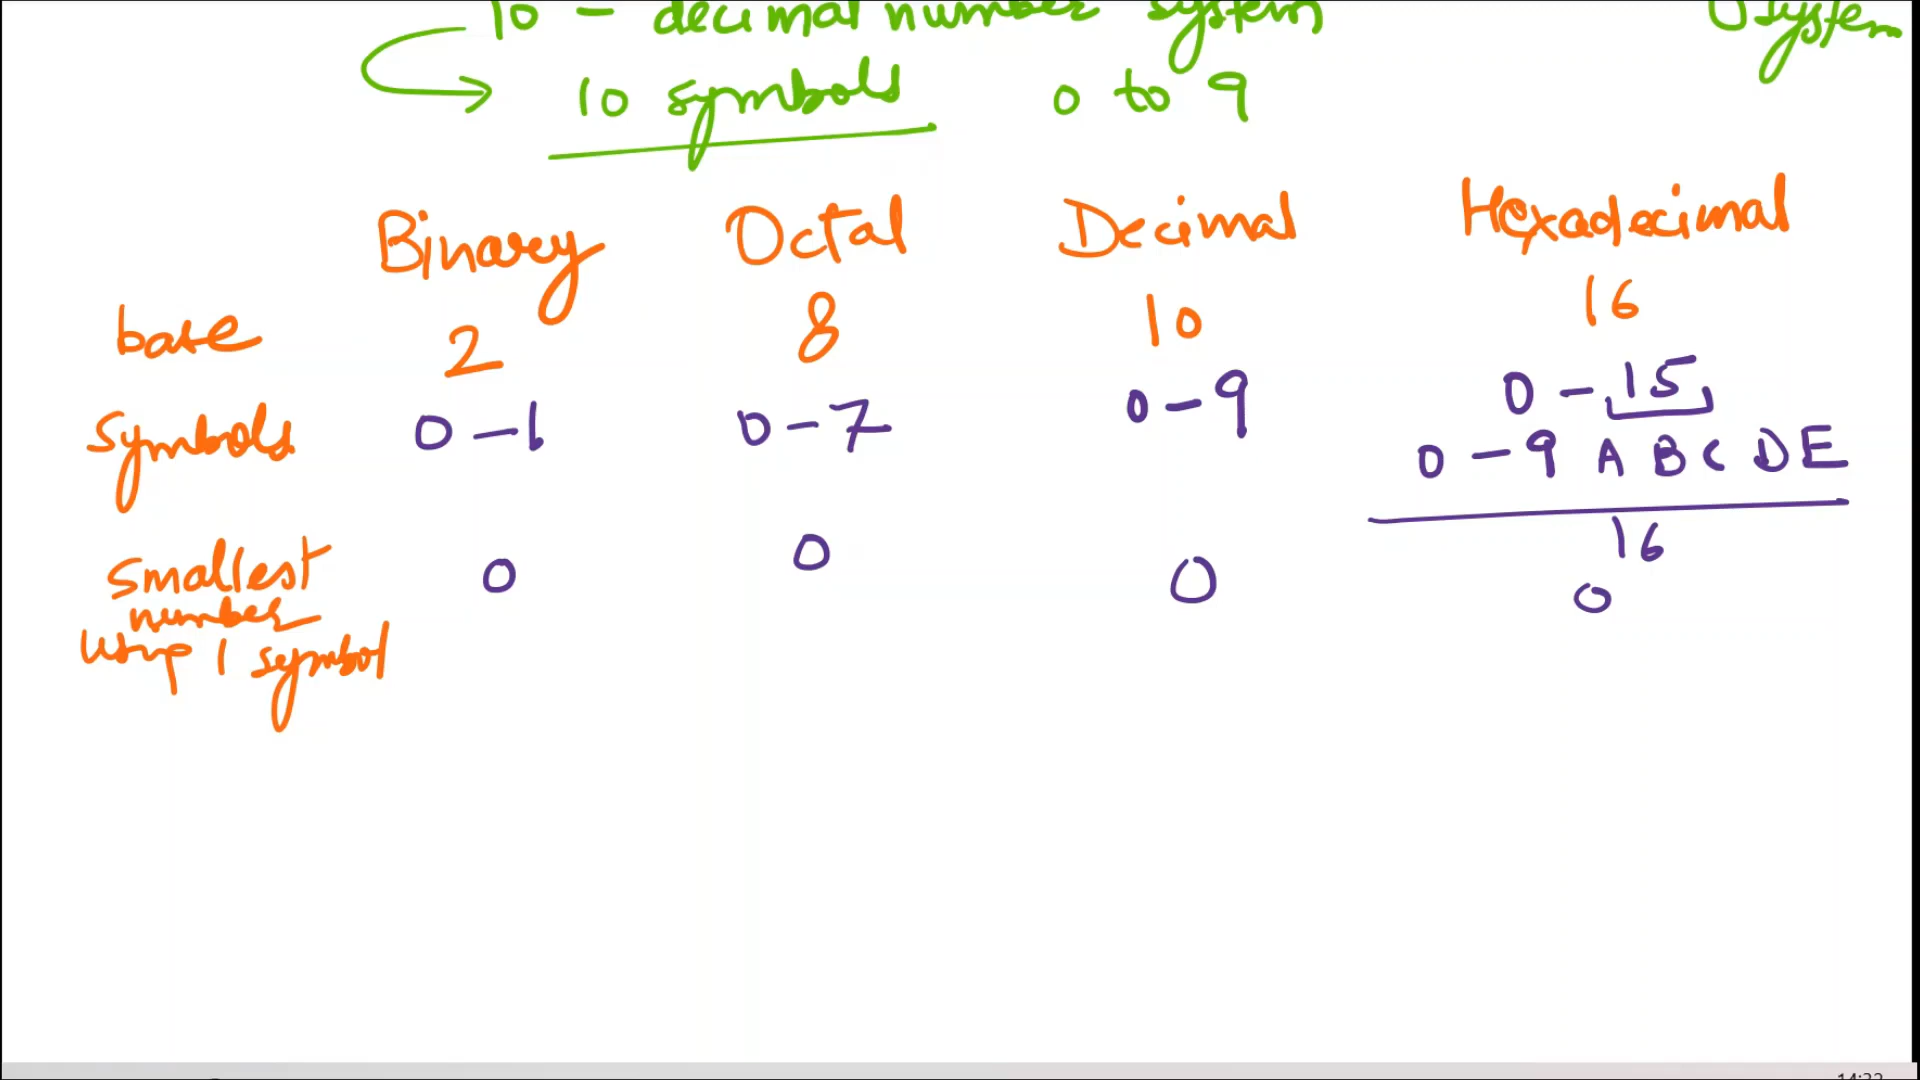 10 - decimal number system
System
10 symbols 0 to 9
Binary Octal Decimal Hexadecimal
base 2 8 10 16
Symbols 0-1 0-7 0-9 0-15
0-9 A B C D E
16
smallest 0 0 0 0
number
using 1 symbol